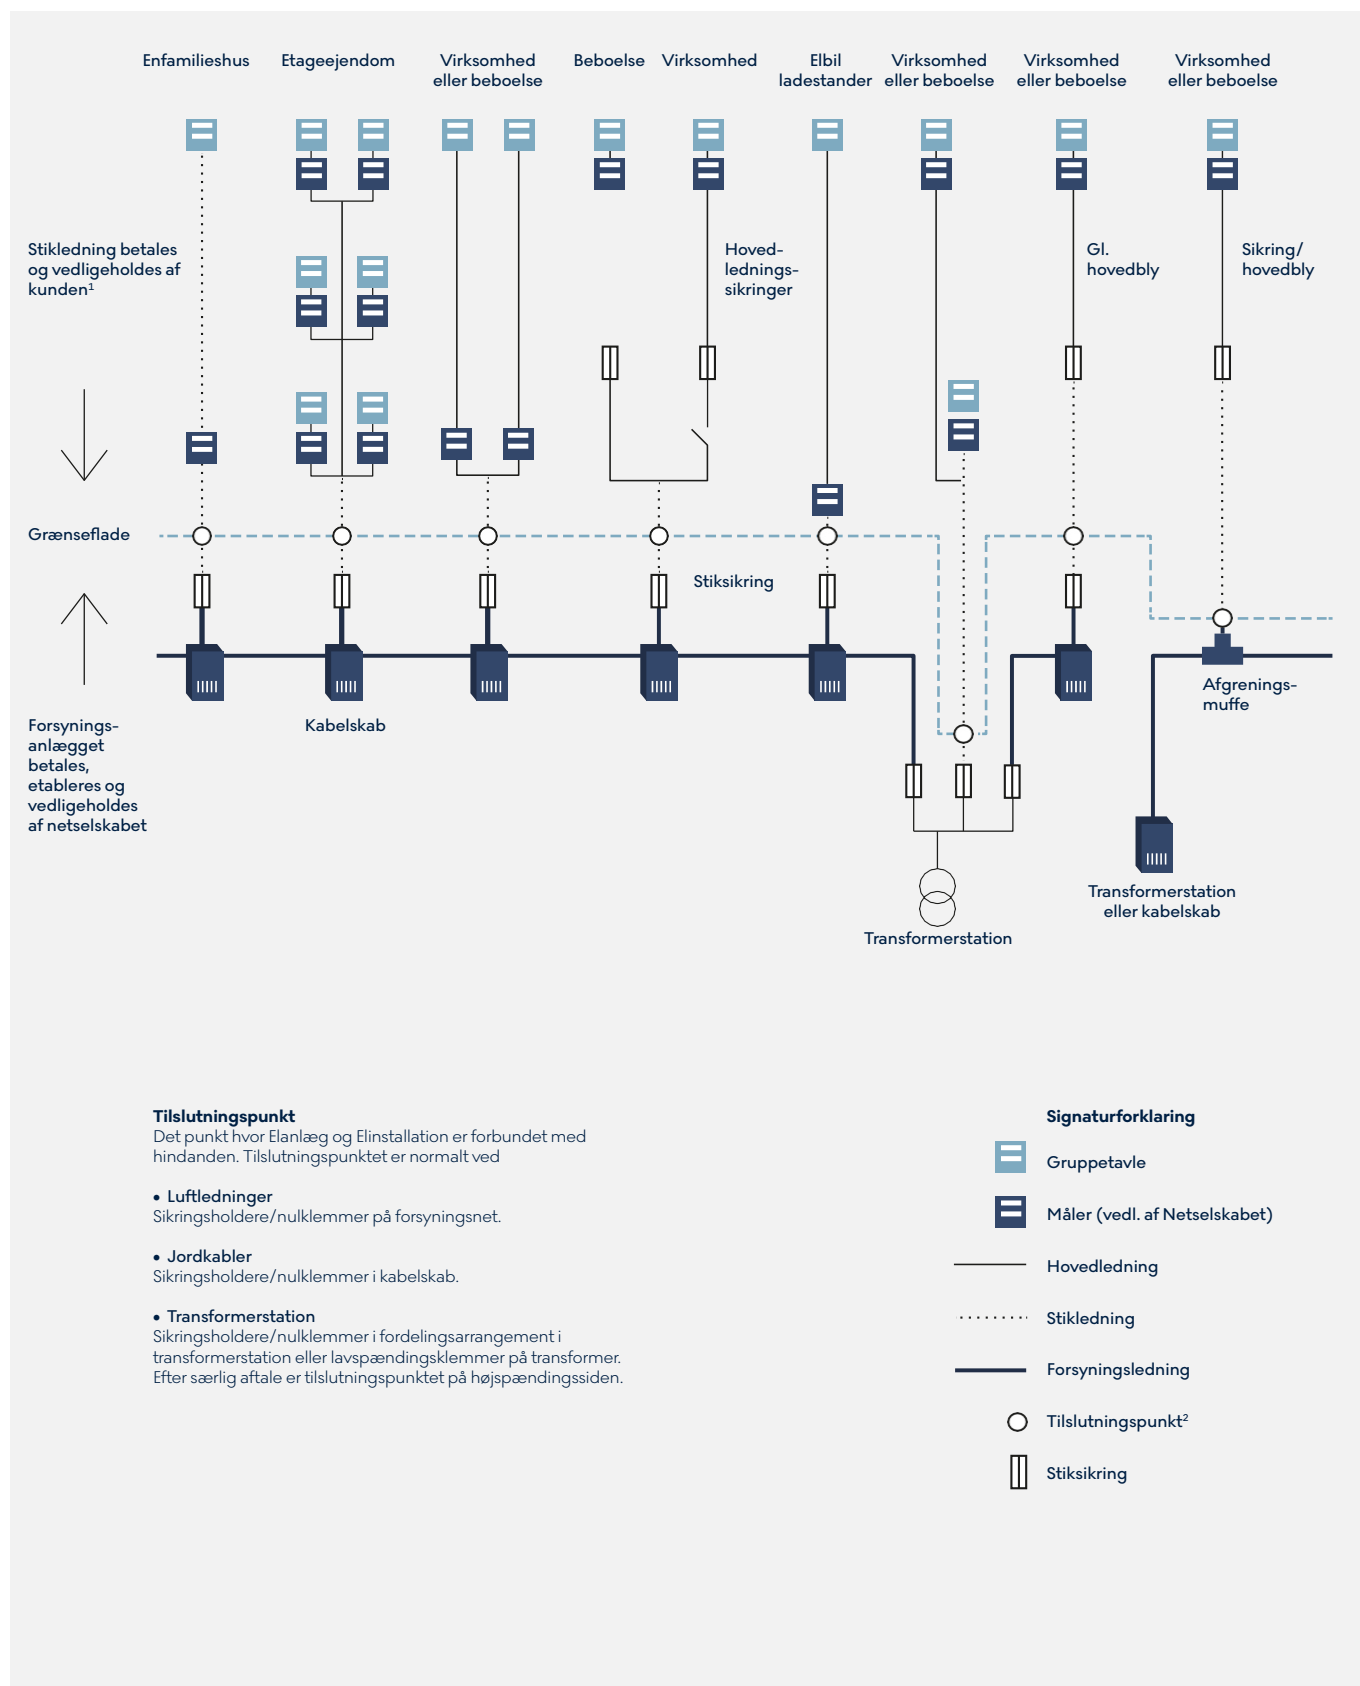 Enfamilieshus
Etageejendom
Virksomhed
eller beboelse
Beboelse
Virksomhed
Elbil
ladestander
Virksomhed
eller beboelse
Virksomhed
eller beboelse
Virksomhed
eller beboelse
Stikledning betales
og vedligeholdes af
kunden¹
Hoved-
lednings-
sikringer
Gl.
hovedbly
Sikring/
hovedbly
Grænseflade
Stiksikring
Forsynings-
anlægget
betales,
etableres og
vedligeholdes
af netselskabet
Kabelskab
Afgrenings-
muffe
Transformerstation
eller kabelskab
Transformerstation
Tilslutningspunkt
Det punkt hvor Elanlæg og Elinstallation er forbundet med
hindanden. Tilslutningspunktet er normalt ved
• Luftledninger
Sikringsholdere/nulklemmer på forsyningsnet.
• Jordkabler
Sikringsholdere/nulklemmer i kabelskab.
• Transformerstation
Sikringsholdere/nulklemmer i fordelingsarrangement i
transformerstation eller lavspændingsklemmer på transformer.
Efter særlig aftale er tilslutningspunktet på højspændingssiden.
Signaturforklaring
Gruppetavle
Måler (vedl. af Netselskabet)
Hovedledning
Stikledning
Forsyningsledning
Tilslutningspunkt²
Stiksikring